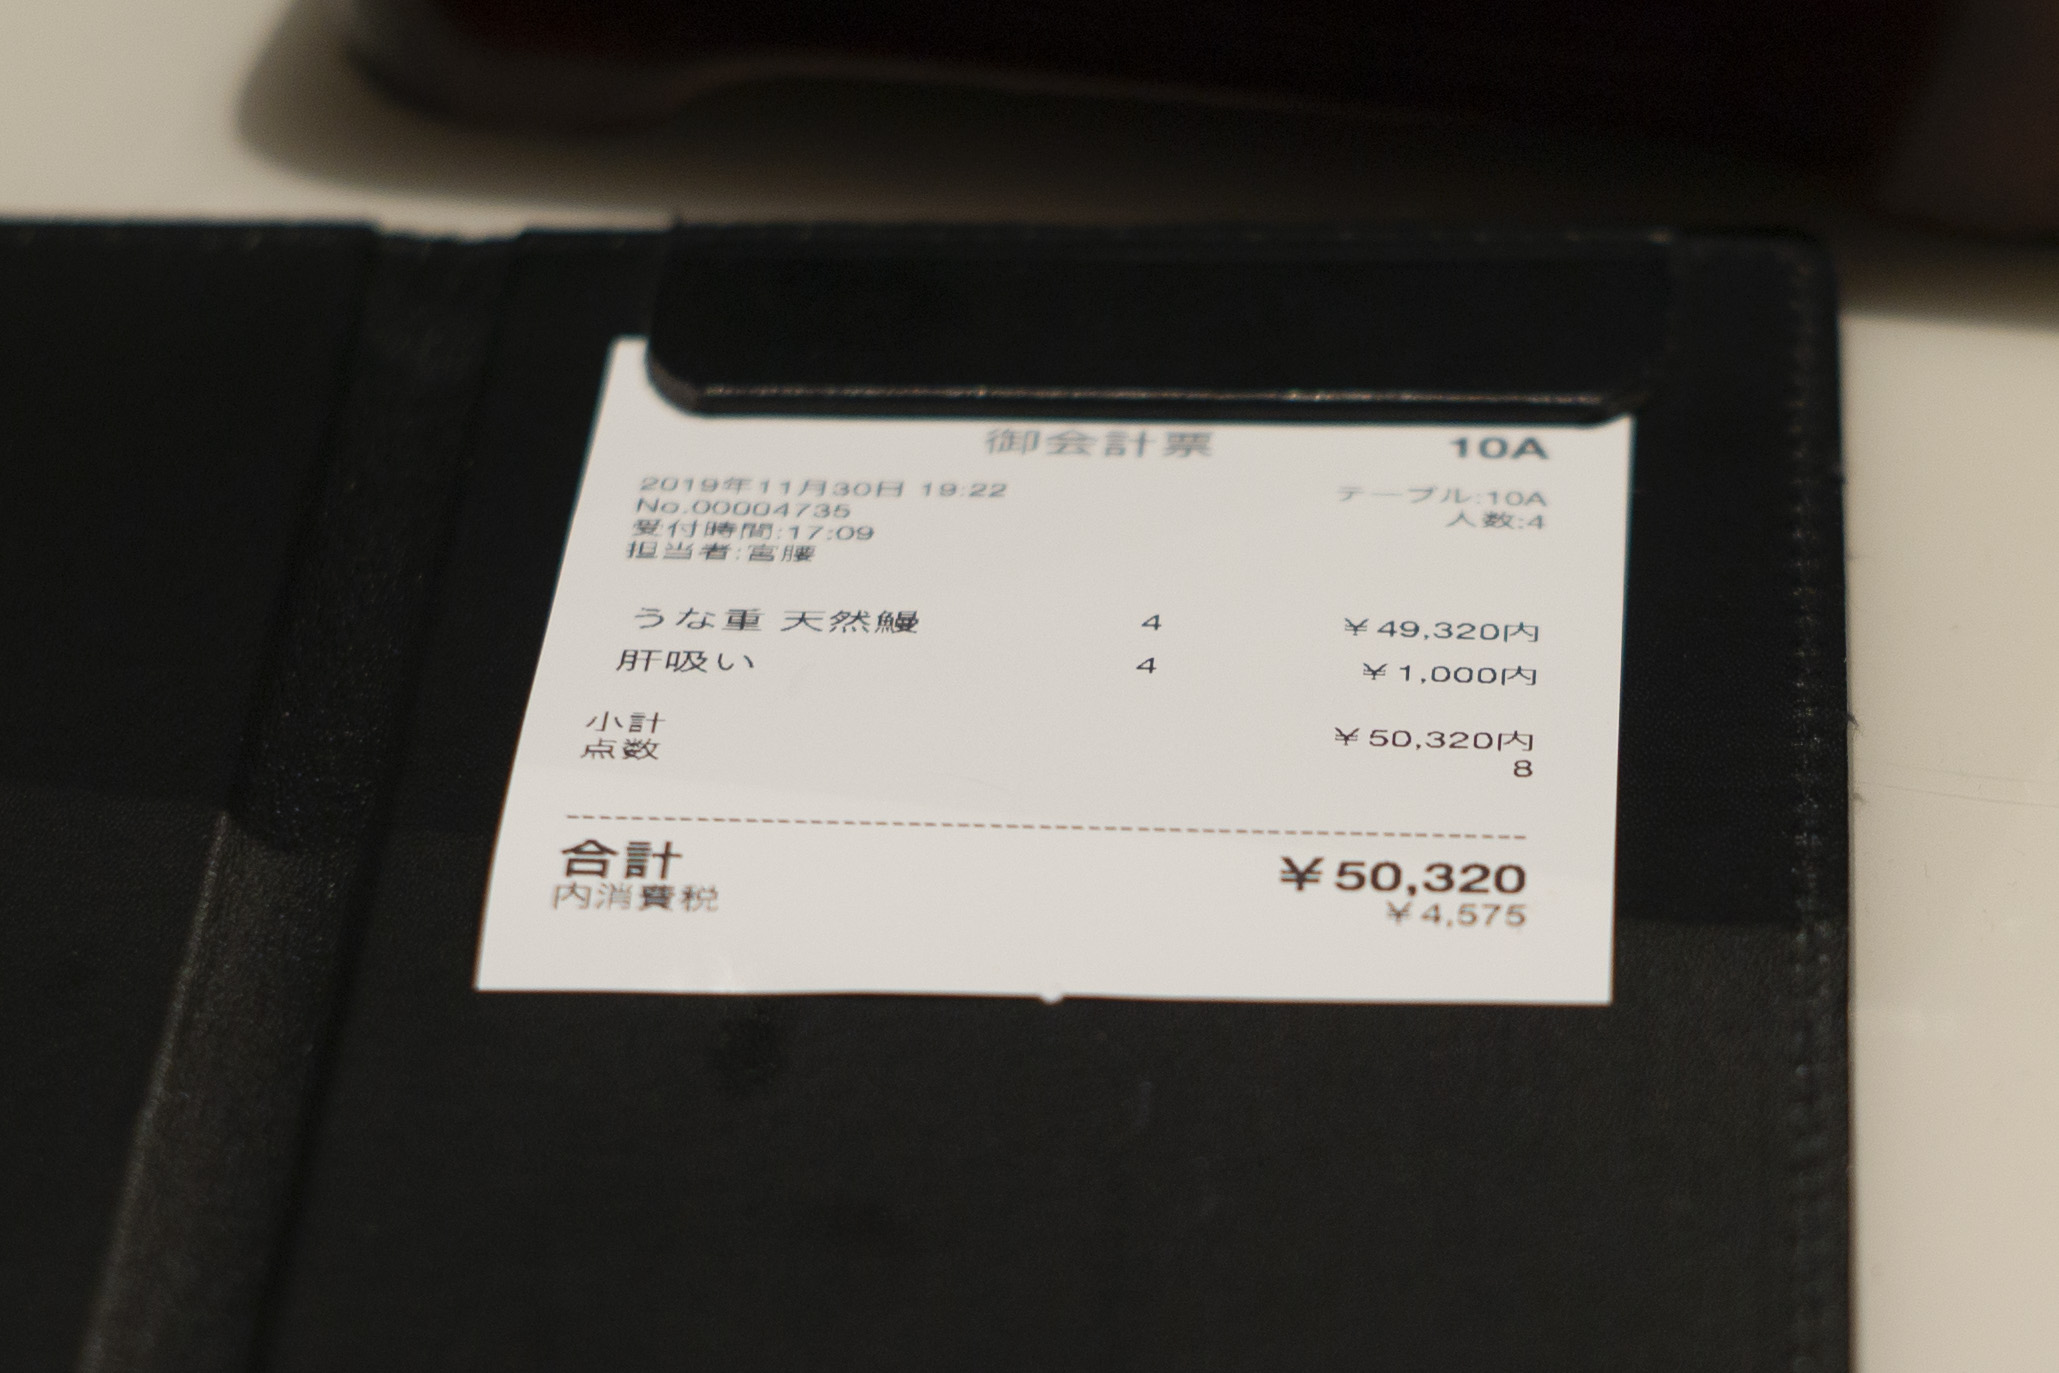 御会計票 10A
2019年11月30日 19:22 テーブル:10A
No.00004735 人数:4
受付時間:17:09
担当者:宮腰
うな重 天然鰻 4 ¥49,320内
肝吸い 4 ¥1,000内
小計 ¥50,320内
点数 8
合計 ¥50,320
内消費税 ¥4,575